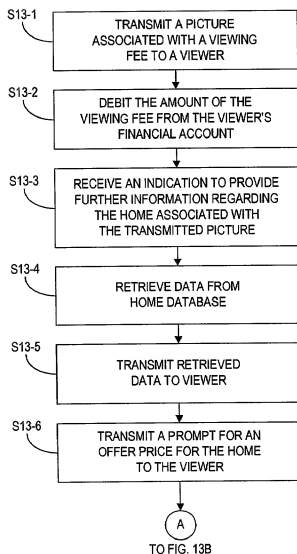 S13-1
TRANSMIT A PICTURE
ASSOCIATED WITH A VIEWING
FEE TO A VIEWER
S13-2
DEBIT THE AMOUNT OF THE
VIEWING FEE FROM THE VIEWER'S
FINANCIAL ACCOUNT
S13-3
RECEIVE AN INDICATION TO PROVIDE
FURTHER INFORMATION REGARDING
THE HOME ASSOCIATED WITH
THE TRANSMITTED PICTURE
S13-4
RETRIEVE DATA FROM
HOME DATABASE
S13-5
TRANSMIT RETRIEVED
DATA TO VIEWER
S13-6
TRANSMIT A PROMPT FOR AN
OFFER PRICE FOR THE HOME
TO THE VIEWER
A
TO FIG. 13B